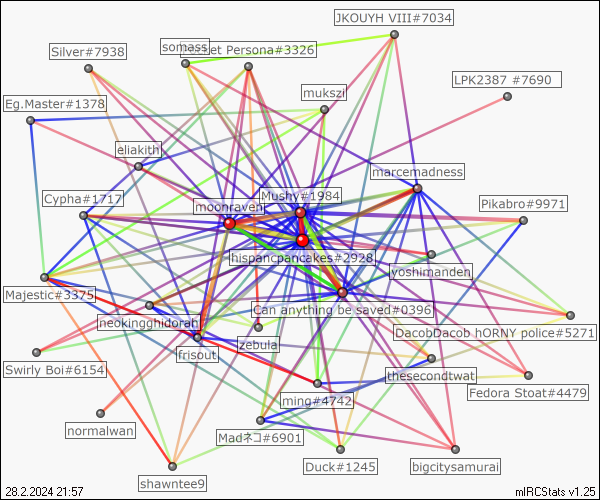 JKOUYH VIII#7034
somass
Pocket Persona#3326
Silver#7938
LPK2387 #7690
mukszi
Eg.Master#1378
eliakith
marcemadness
Cypha#1717
Mushy#1984
moonraven
Pikabro#9971
hispancpancakes#2928
yoshimanden
Majestic#3375
Can anything be saved#0396
neokingghidorah
DacobDacob hORNY police#5271
zebula
frisout
Swirly Boi#6154
thesecondtwat
Fedora Stoat#4479
ming#4742
normalwan
Madネコ#6901
Duck#1245
bigcitysamurai
shawntee9
28.2.2024 21:57
mIRCStats v1.25